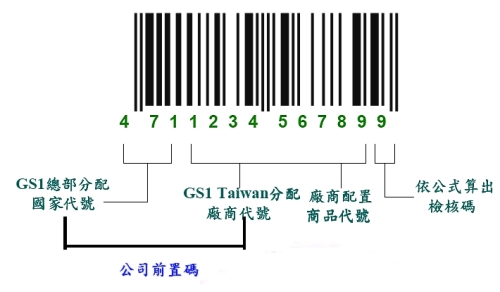 4 7 1 1 2 3 4 5 6 7 8 9 9
GS1總部分配
國家代號
GS1 Taiwan分配
廠商代號
廠商配置
商品代號
依公式算出
檢核碼
公司前置碼